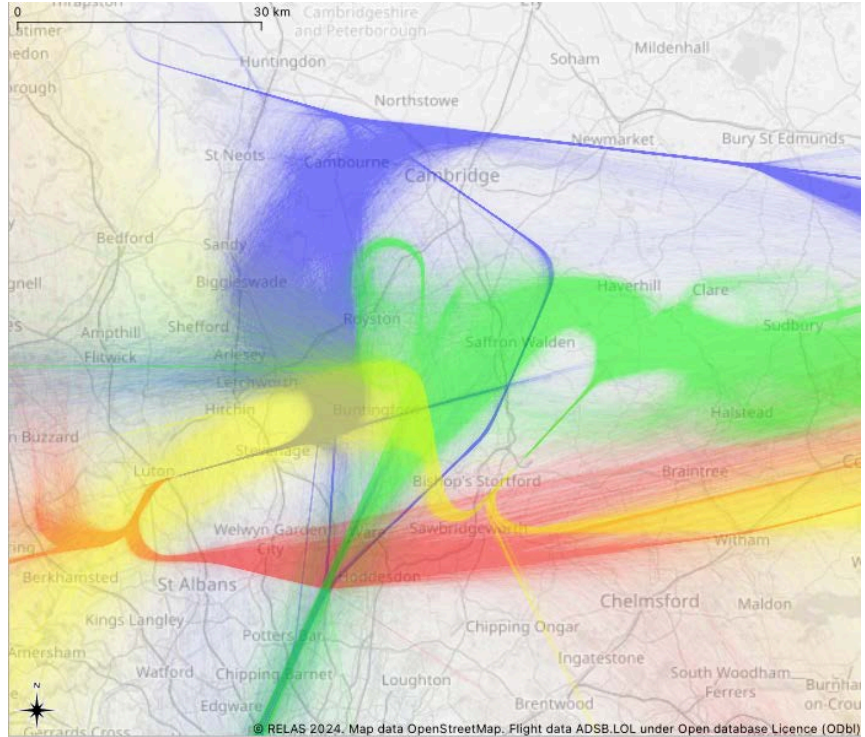 0 30 km
Cambridgeshire
and Peterborough
Latimer
Huntingdon
Soham
Mildenhall
Northstowe
Newmarket
Bury St Edmunds
St Neots
Cambourne
Cambridge
Bedford
Sandy
Biggleswade
Haverhill
Clare
Royston
Sudbury
Ampthill
Shefford
Saffron Walden
Flitwick
Arlesey
Letchworth
Hitchin
Buntingford
Halstead
n Buzzard
Stevenage
Luton
Bishop's Stortford
Braintree
Welwyn Garden
City
Ware
Sawbridgeworth
Witham
Berkhamsted
St Albans
Hoddesdon
Chelmsford
Maldon
Kings Langley
Chipping Ongar
Potters Bar
Amersham
Ingatestone
Watford
Chipping Barnet
Loughton
South Woodham
Ferrers
Burnham
on-Crou
Edgware
Brentwood
Gerrards Cross
N
© RELAS 2024. Map data OpenStreetMap. Flight data ADSB.LOL under Open database Licence (ODbl)